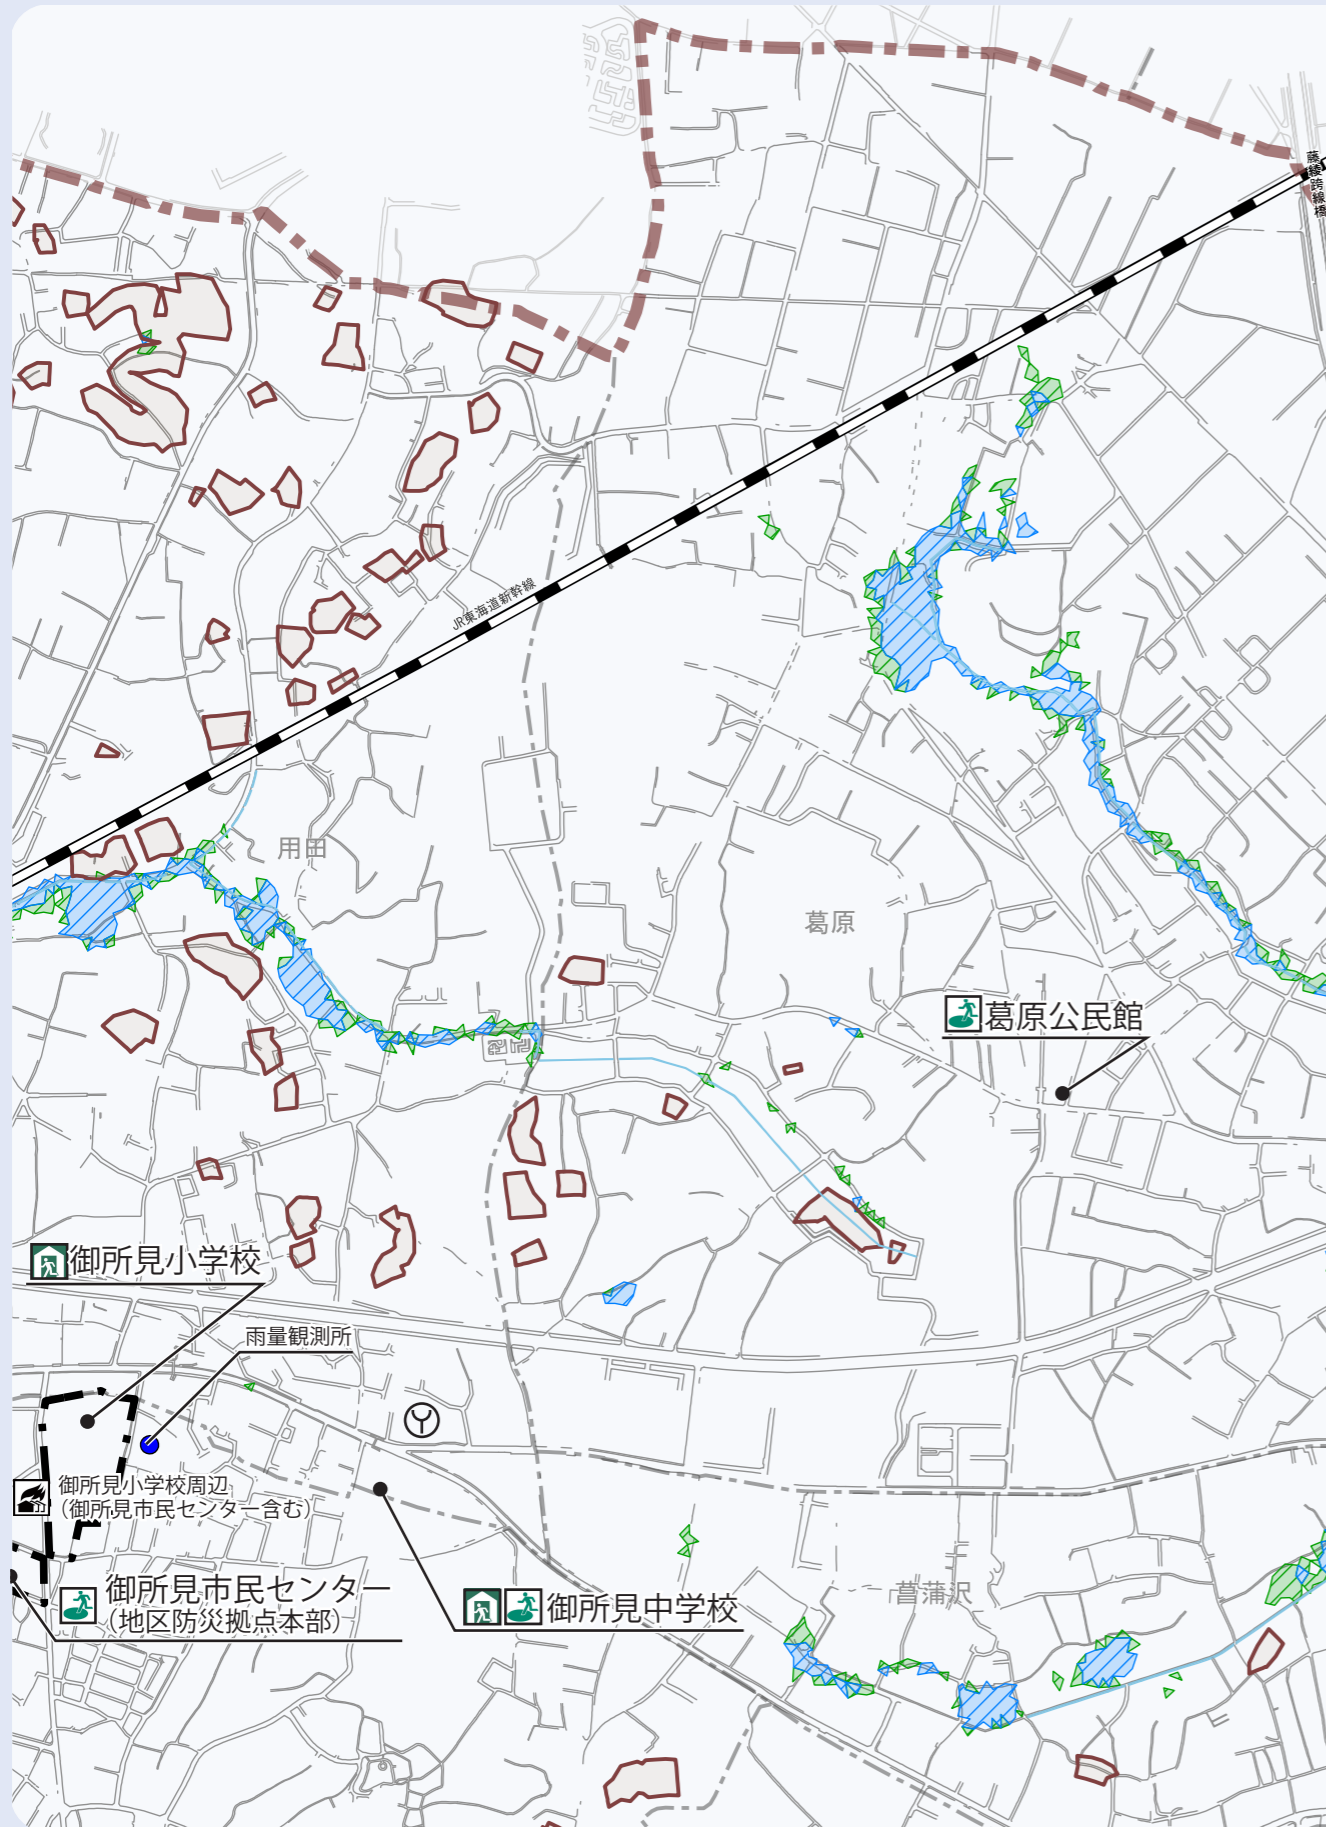 藤綾跨線橋
JR東海道新幹線
用田
葛原
葛原公民館
御所見小学校
雨量観測所
御所見小学校周辺
（御所見市民センター含む）
御所見市民センター
（地区防災拠点本部）
御所見中学校
菖蒲沢